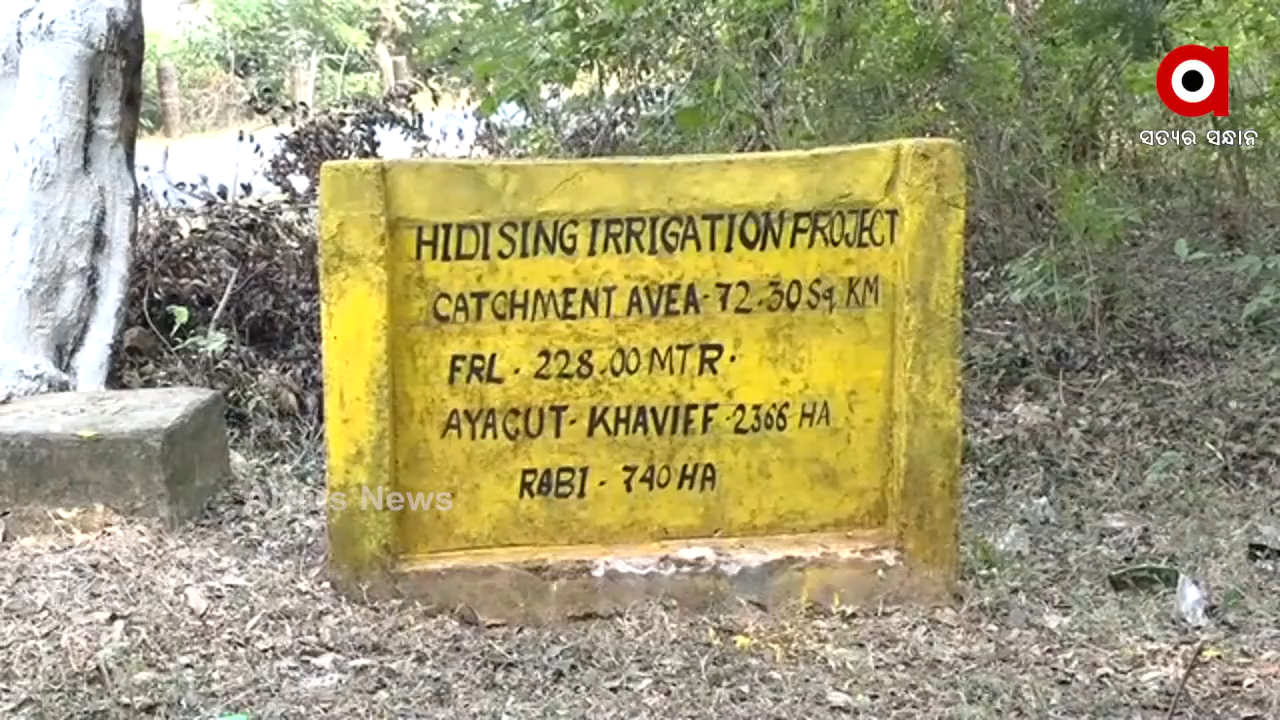 ସତ୍ୟର ସନ୍ଧାନ
HIDISING IRRIGATION PROJECT
CATCHMENT AVEA-72.30 Sq. KM
FRL. 228.00 MTR.
AYACUT- KHAVIFF-2366 HA
RABI - 740 HA
News